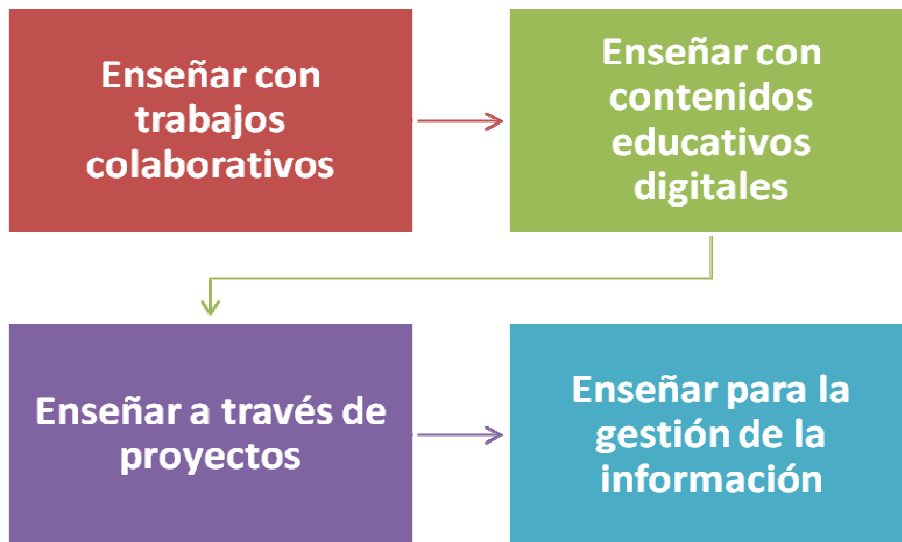 Enseñar con
trabajos
colaborativos
Enseñar con
contenidos
educativos
digitales
Enseñar a través de
proyectos
Enseñar para la
gestión de la
información